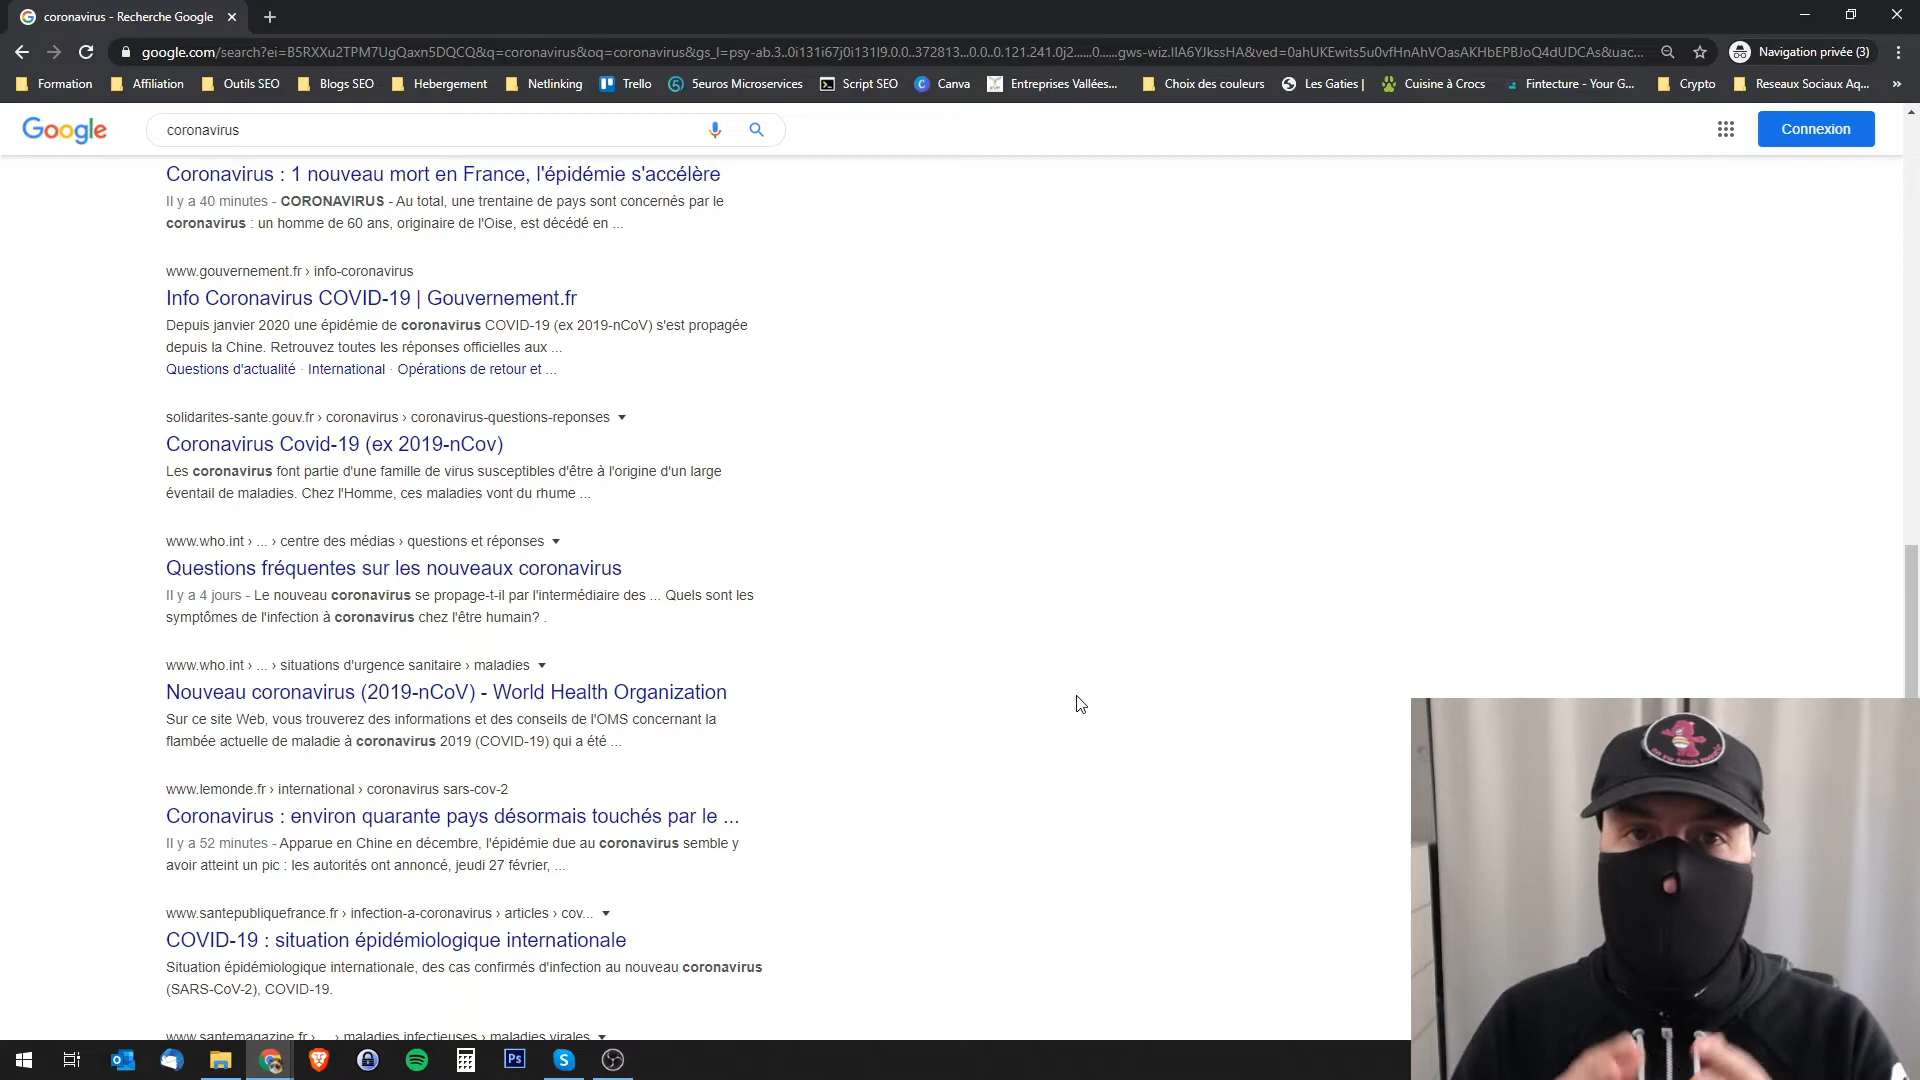 coronavirus - Recherche Google
google.com/search?ei=B5RXXu2TPM7UgQaxn5DQCQ&q=coronavirus&oq=coronavirus&gs_l=psy-ab.3..0i131i67j0i131l9.0.0..372813...0.0..0.121.241.0j2......0......gws-wiz.IIA6YJkssHA&ved=0ahUKEwits5u0vfHnAhVOasAKHbEPBJoQ4dUDCAs&uac...
Navigation privée (3)
Formation Affiliation Outils SEO Blogs SEO Hebergement Netlinking Trello 5euros Microservices Script SEO Canva Entreprises Vallées... Choix des couleurs Les Gaties | Cuisine à Crocs Fintecture - Your G... Crypto Reseaux Sociaux Aq... »
Google coronavirus Connexion
Coronavirus : 1 nouveau mort en France, l'épidémie s'accélère
Il y a 40 minutes - CORONAVIRUS - Au total, une trentaine de pays sont concernés par le
coronavirus : un homme de 60 ans, originaire de l'Oise, est décédé en ...
www.gouvernement.fr › info-coronavirus
Info Coronavirus COVID-19 | Gouvernement.fr
Depuis janvier 2020 une épidémie de coronavirus COVID-19 (ex 2019-nCoV) s'est propagée
depuis la Chine. Retrouvez toutes les réponses officielles aux ...
Questions d'actualité · International · Opérations de retour et ...
solidarites-sante.gouv.fr › coronavirus › coronavirus-questions-reponses
Coronavirus Covid-19 (ex 2019-nCov)
Les coronavirus font partie d'une famille de virus susceptibles d'être à l'origine d'un large
éventail de maladies. Chez l'Homme, ces maladies vont du rhume ...
www.who.int › ... › centre des médias › questions et réponses
Questions fréquentes sur les nouveaux coronavirus
Il y a 4 jours - Le nouveau coronavirus se propage-t-il par l'intermédiaire des ... Quels sont les
symptômes de l'infection à coronavirus chez l'être humain? .
www.who.int › ... › situations d'urgence sanitaire › maladies
Nouveau coronavirus (2019-nCoV) - World Health Organization
Sur ce site Web, vous trouverez des informations et des conseils de l'OMS concernant la
flambée actuelle de maladie à coronavirus 2019 (COVID-19) qui a été ...
www.lemonde.fr › international › coronavirus sars-cov-2
Coronavirus : environ quarante pays désormais touchés par le ...
Il y a 52 minutes - Apparue en Chine en décembre, l'épidémie due au coronavirus semble y
avoir atteint un pic : les autorités ont annoncé, jeudi 27 février, ...
www.santepubliquefrance.fr › infection-a-coronavirus › articles › cov...
COVID-19 : situation épidémiologique internationale
Situation épidémiologique internationale, des cas confirmés d'infection au nouveau coronavirus
(SARS-CoV-2), COVID-19.
www.santemagazine.fr › ... › maladies infectieuses › maladies virales
Ps